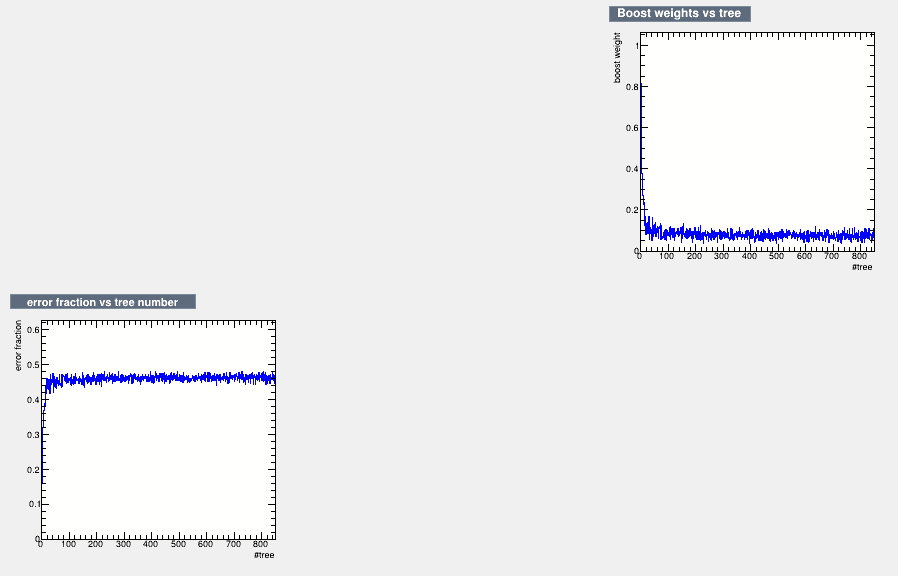 Boost weights vs tree
boost weight
1
0.8
0.6
0.4
0.2
0
0 100 200 300 400 500 600 700 800
#tree
error fraction vs tree number
error fraction
0.6
0.5
0.4
0.3
0.2
0.1
0
0 100 200 300 400 500 600 700 800
#tree